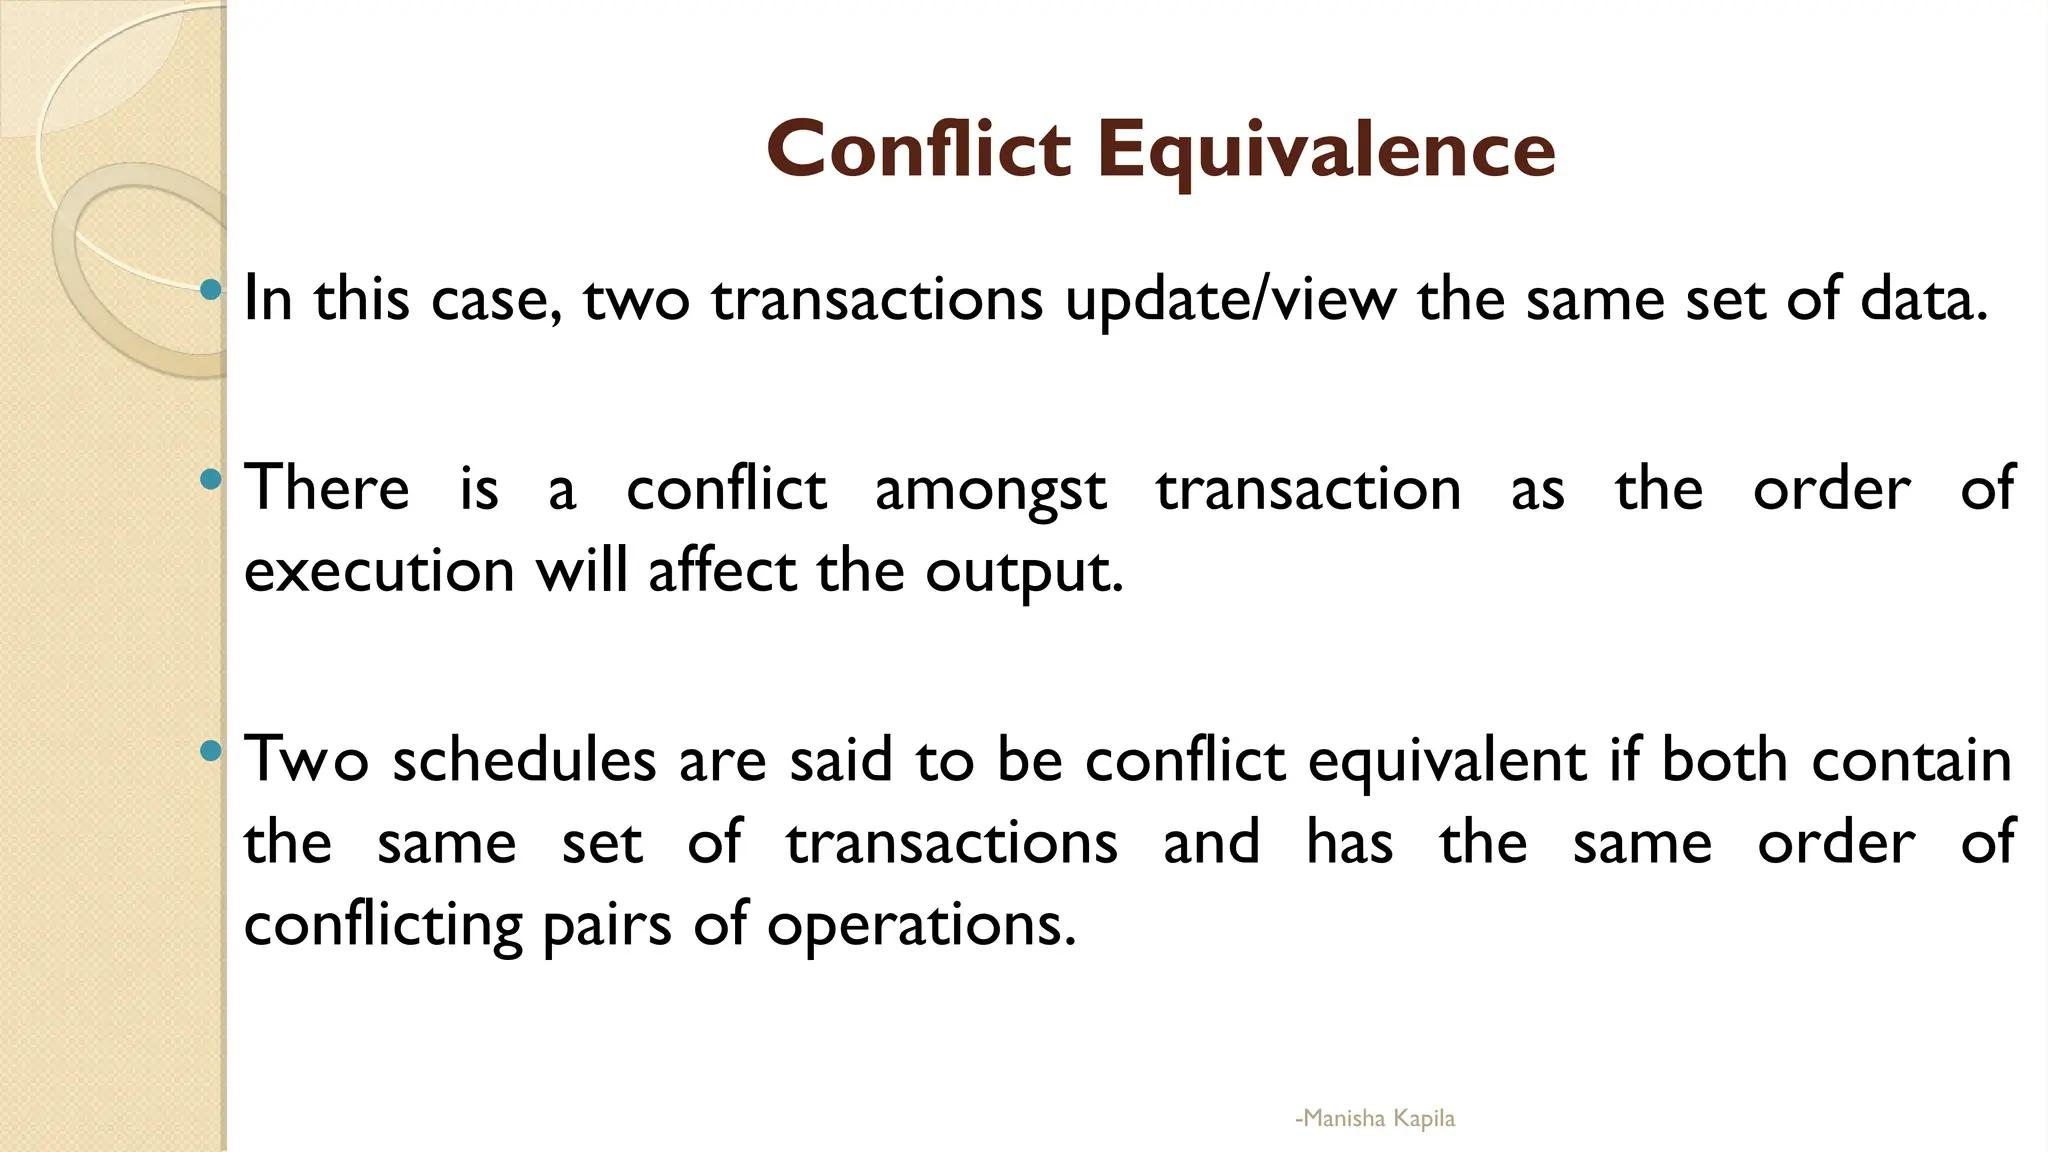 Conflict Equivalence
• In this case, two transactions update/view the same set of data.
• There is a conflict amongst transaction as the order of
execution will affect the output.
• Two schedules are said to be conflict equivalent if both contain
the same set of transactions and has the same order of
conflicting pairs of operations.
-Manisha Kapila